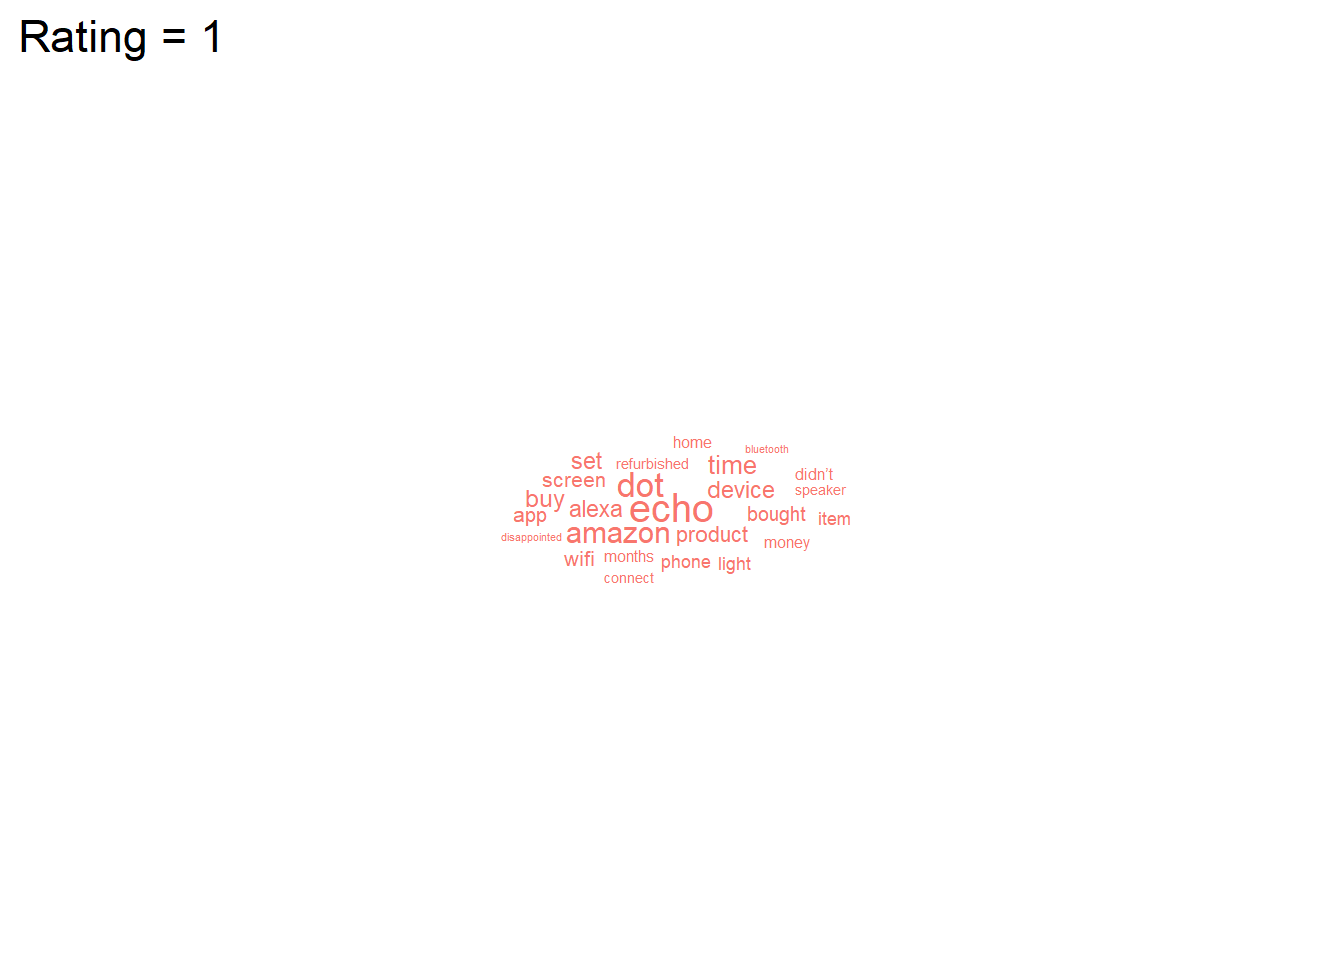 Rating = 1
home
bluetooth
set
refurbished
time
didn’t
screen
dot
device
speaker
buy
alexa
echo
app
bought
item
amazon
product
disappointed
money
wifi
months
phone
light
connect